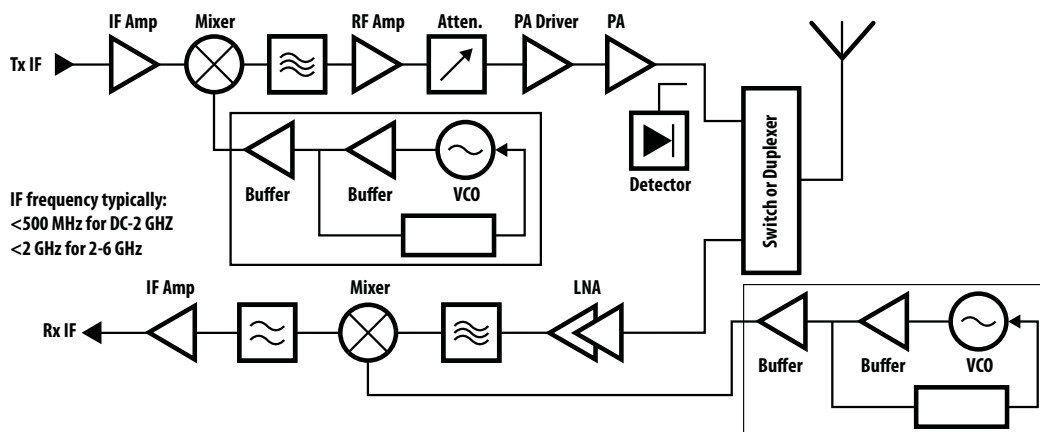 IF Amp
Mixer
RF Amp
Atten.
PA Driver
PA
Tx IF
Buffer
Buffer
VCO
Detector
Switch or Duplexer
IF frequency typically:
<500 MHz for DC-2 GHZ
<2 GHz for 2-6 GHz
IF Amp
Mixer
LNA
Rx IF
Buffer
Buffer
VCO